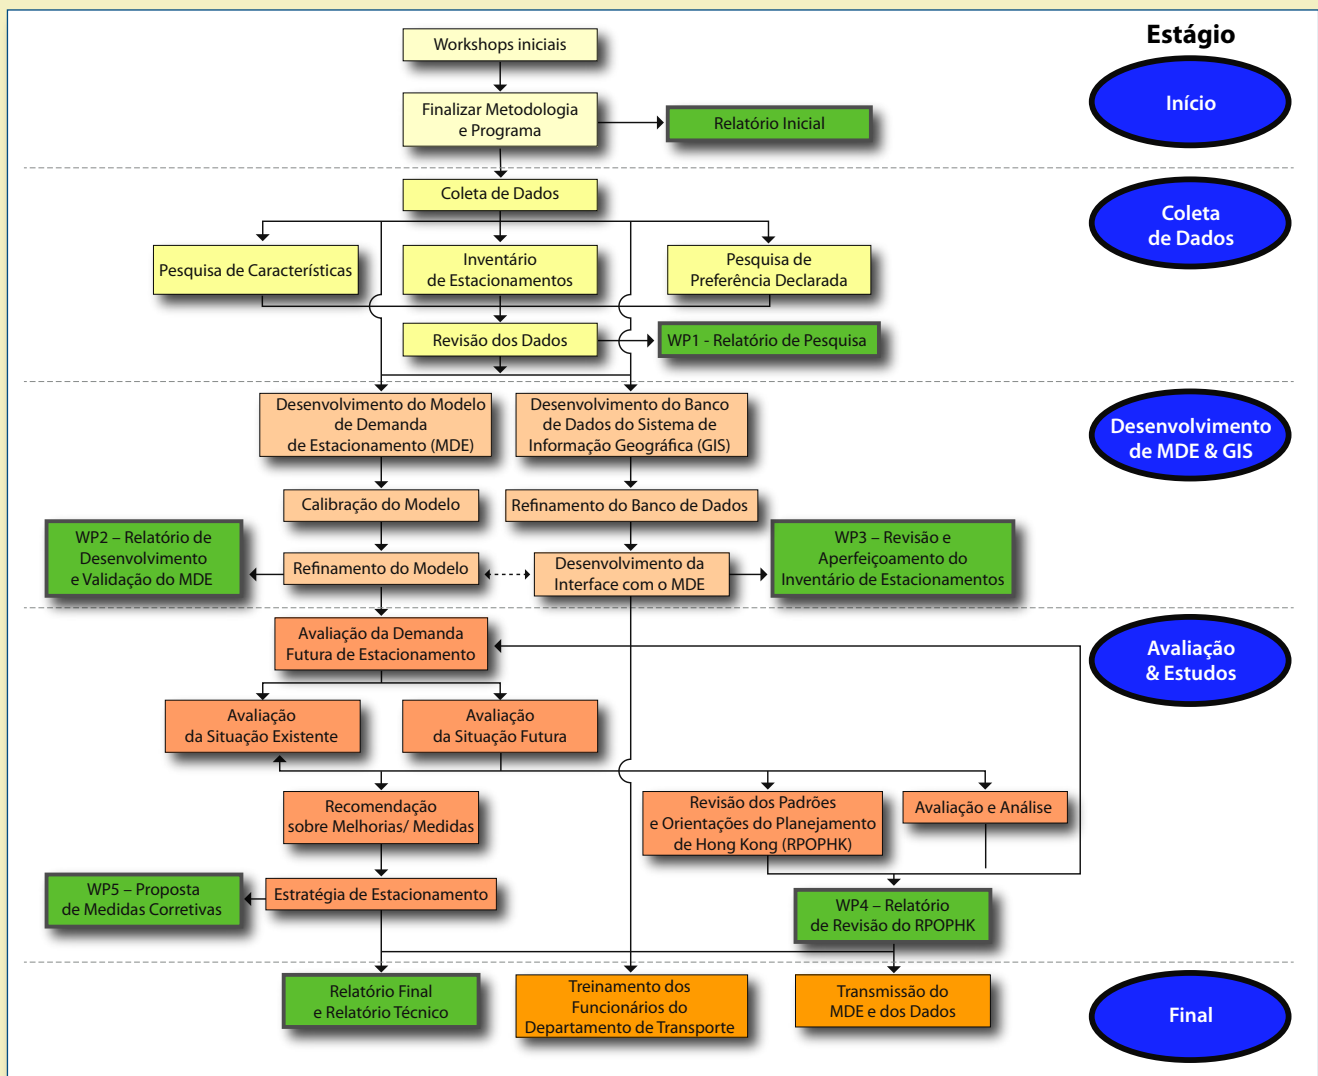 Estágio
Workshops iniciais
Início
Finalizar Metodologia
e Programa
Relatório Inicial
Coleta de Dados
Coleta
de Dados
Pesquisa de Características
Inventário
de Estacionamentos
Pesquisa de
Preferência Declarada
Revisão dos Dados
WP1 - Relatório de Pesquisa
Desenvolvimento do Modelo
de Demanda
de Estacionamento (MDE)
Desenvolvimento do Banco
de Dados do Sistema de
Informação Geográfica (GIS)
Desenvolvimento
de MDE & GIS
Calibração do Modelo
Refinamento do Banco de Dados
WP2 – Relatório de
Desenvolvimento
e Validação do MDE
Refinamento do Modelo
Desenvolvimento da
Interface com o MDE
WP3 – Revisão e
Aperfeiçoamento do
Inventário de Estacionamentos
Avaliação da Demanda
Futura de Estacionamento
Avaliação
& Estudos
Avaliação
da Situação Existente
Avaliação
da Situação Futura
Recomendação
sobre Melhorias/ Medidas
Revisão dos Padrões
e Orientações do Planejamento
de Hong Kong (RPOPHK)
Avaliação e Análise
WP5 – Proposta
de Medidas Corretivas
Estratégia de Estacionamento
WP4 – Relatório
de Revisão do RPOPHK
Relatório Final
e Relatório Técnico
Treinamento dos
Funcionários do
Departamento de Transporte
Transmissão do
MDE e dos Dados
Final